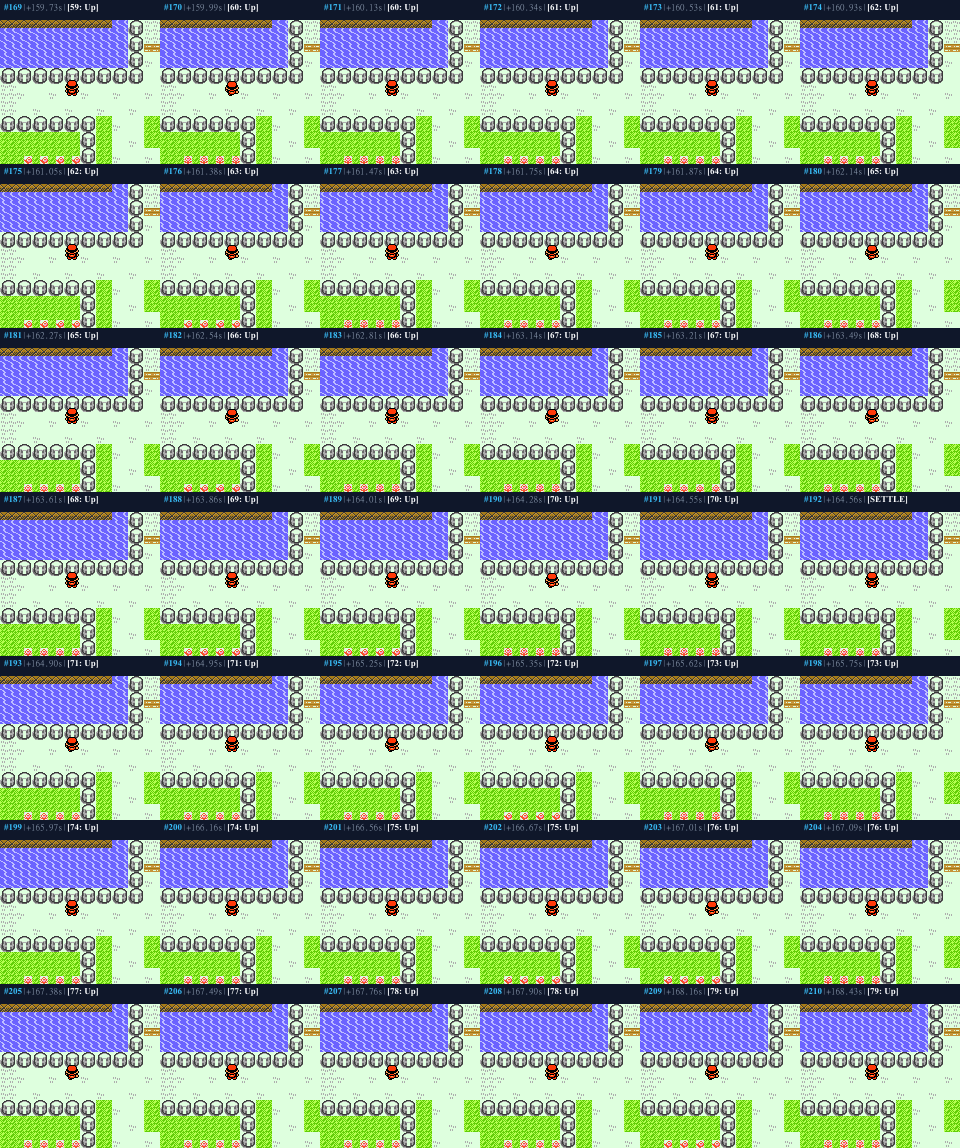 #169|+159.73s|[59: Up] #170|+159.99s|[60: Up] #171|+160.13s|[60: Up] #172|+160.34s|[61: Up] #173|+160.53s|[61: Up] #174|+160.93s|[62: Up]
#175|+161.05s|[62: Up] #176|+161.38s|[63: Up] #177|+161.47s|[63: Up] #178|+161.75s|[64: Up] #179|+161.87s|[64: Up] #180|+162.14s|[65: Up]
#181|+162.27s|[65: Up] #182|+162.54s|[66: Up] #183|+162.81s|[66: Up] #184|+163.14s|[67: Up] #185|+163.21s|[67: Up] #186|+163.49s|[68: Up]
#187|+163.61s|[68: Up] #188|+163.86s|[69: Up] #189|+164.01s|[69: Up] #190|+164.28s|[70: Up] #191|+164.55s|[70: Up] #192|+164.56s|[SETTLE]
#193|+164.90s|[71: Up] #194|+164.95s|[71: Up] #195|+165.25s|[72: Up] #196|+165.35s|[72: Up] #197|+165.62s|[73: Up] #198|+165.75s|[73: Up]
#199|+165.97s|[74: Up] #200|+166.16s|[74: Up] #201|+166.56s|[75: Up] #202|+166.67s|[75: Up] #203|+167.01s|[76: Up] #204|+167.09s|[76: Up]
#205|+167.38s|[77: Up] #206|+167.49s|[77: Up] #207|+167.76s|[78: Up] #208|+167.90s|[78: Up] #209|+168.16s|[79: Up] #210|+168.43s|[79: Up]